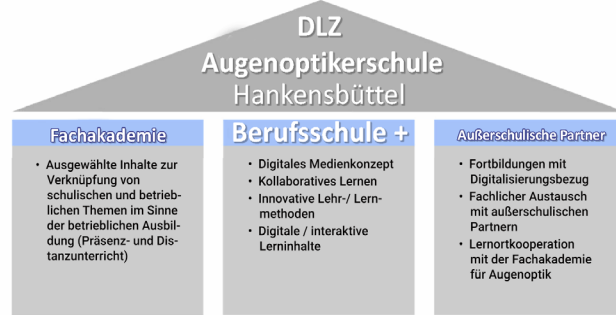 DLZ
Augenoptikerschule
Hankensbüttel
Fachakademie
• Ausgewählte Inhalte zur
Verknüpfung von
schulischen und betrieb-
lichen Themen im Sinne
der betrieblichen Ausbil-
dung (Präsenz- und Dis-
tanzunterricht)
Berufsschule +
• Digitales Medienkonzept
• Kollaboratives Lernen
• Innovative Lehr-/ Lern-
methoden
• Digitale / interaktive
Lerninhalte
Außerschulische Partner
• Fortbildungen mit
Digitalisierungsbezug
• Fachlicher Austausch
mit außerschulischen
Partnern
• Lernortkooperation
mit der Fachakademie
für Augenoptik